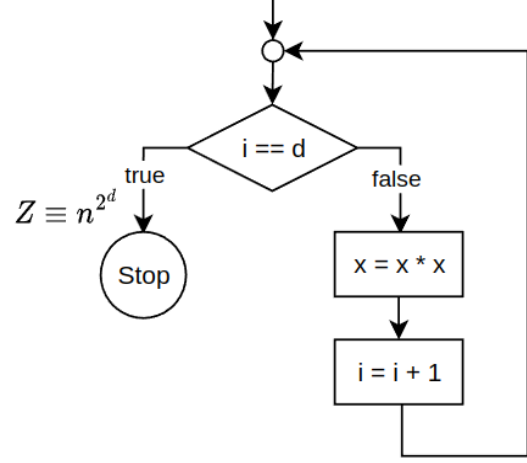 i == d
true
false
Z ≡ n^{2^d}
Stop
x = x * x
i = i + 1